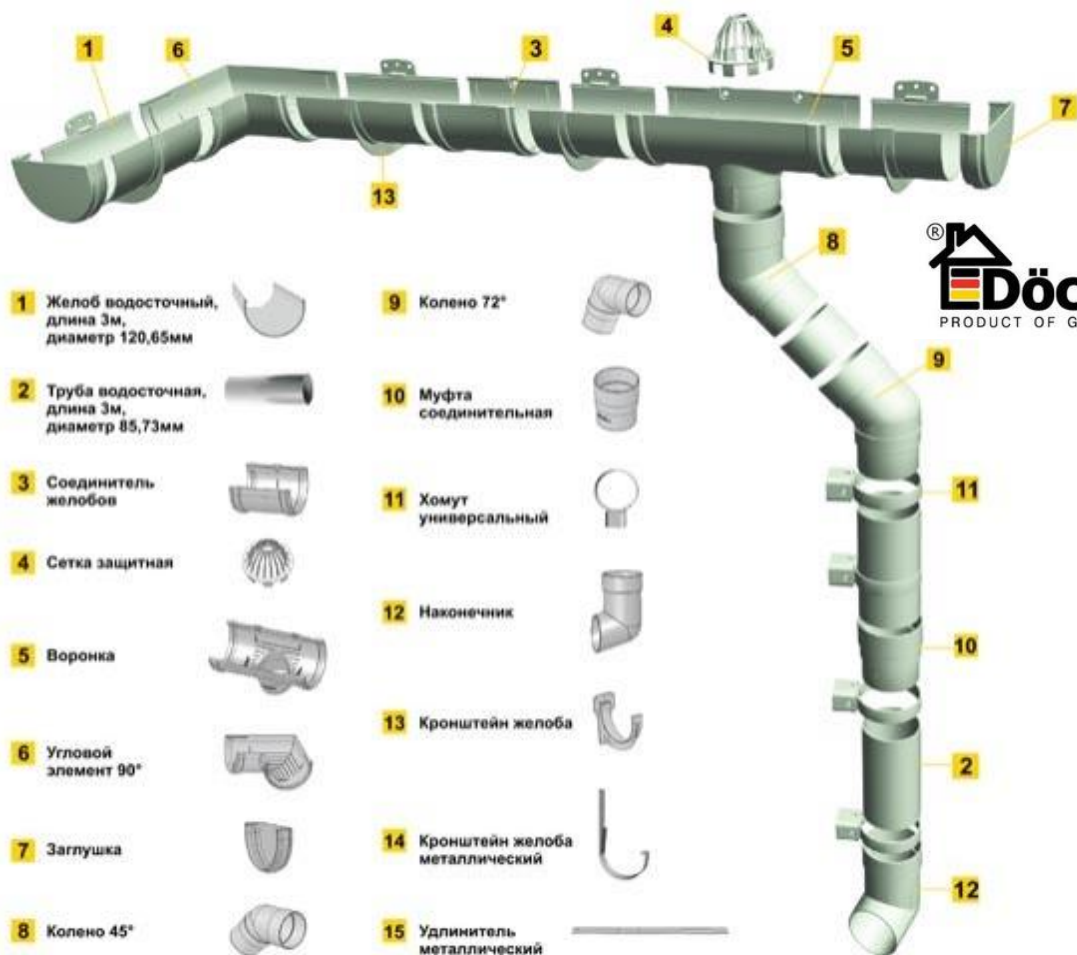 4
1
6
3
5
7
13
8
®
Döc
PRODUCT OF G
9
11
10
2
12
1 Желоб водосточный,
длина 3м,
диаметр 120,65мм
2 Труба водосточная,
длина 3м,
диаметр 85,73мм
3 Соединитель
желобов
4 Сетка защитная
5 Воронка
6 Угловой
элемент 90°
7 Заглушка
8 Колено 45°
9 Колено 72°
10 Муфта
соединительная
11 Хомут
универсальный
12 Наконечник
13 Кронштейн желоба
14 Кронштейн желоба
металлический
15 Удлинитель
металлический